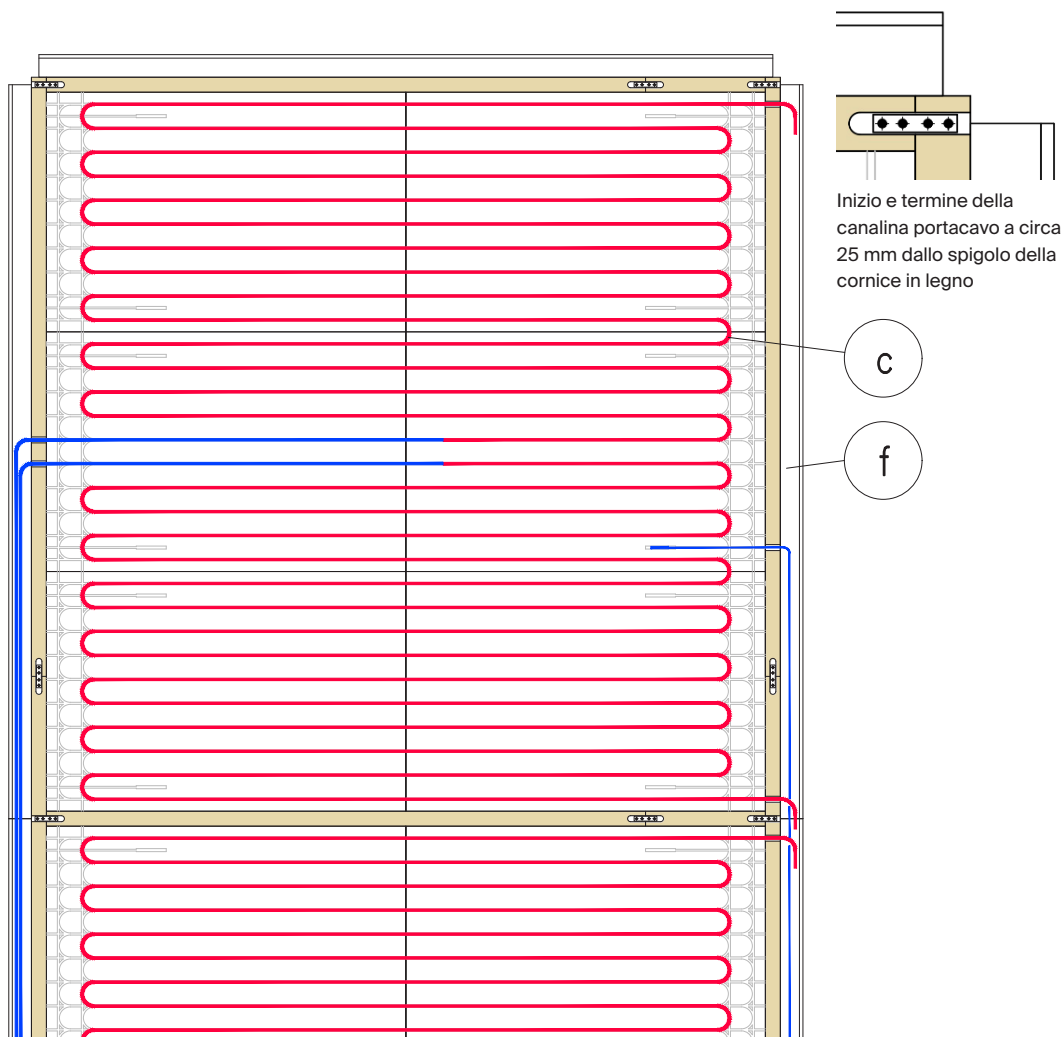 Inizio e termine della
canalina portacavo a circa
25 mm dallo spigolo della
cornice in legno
c
f